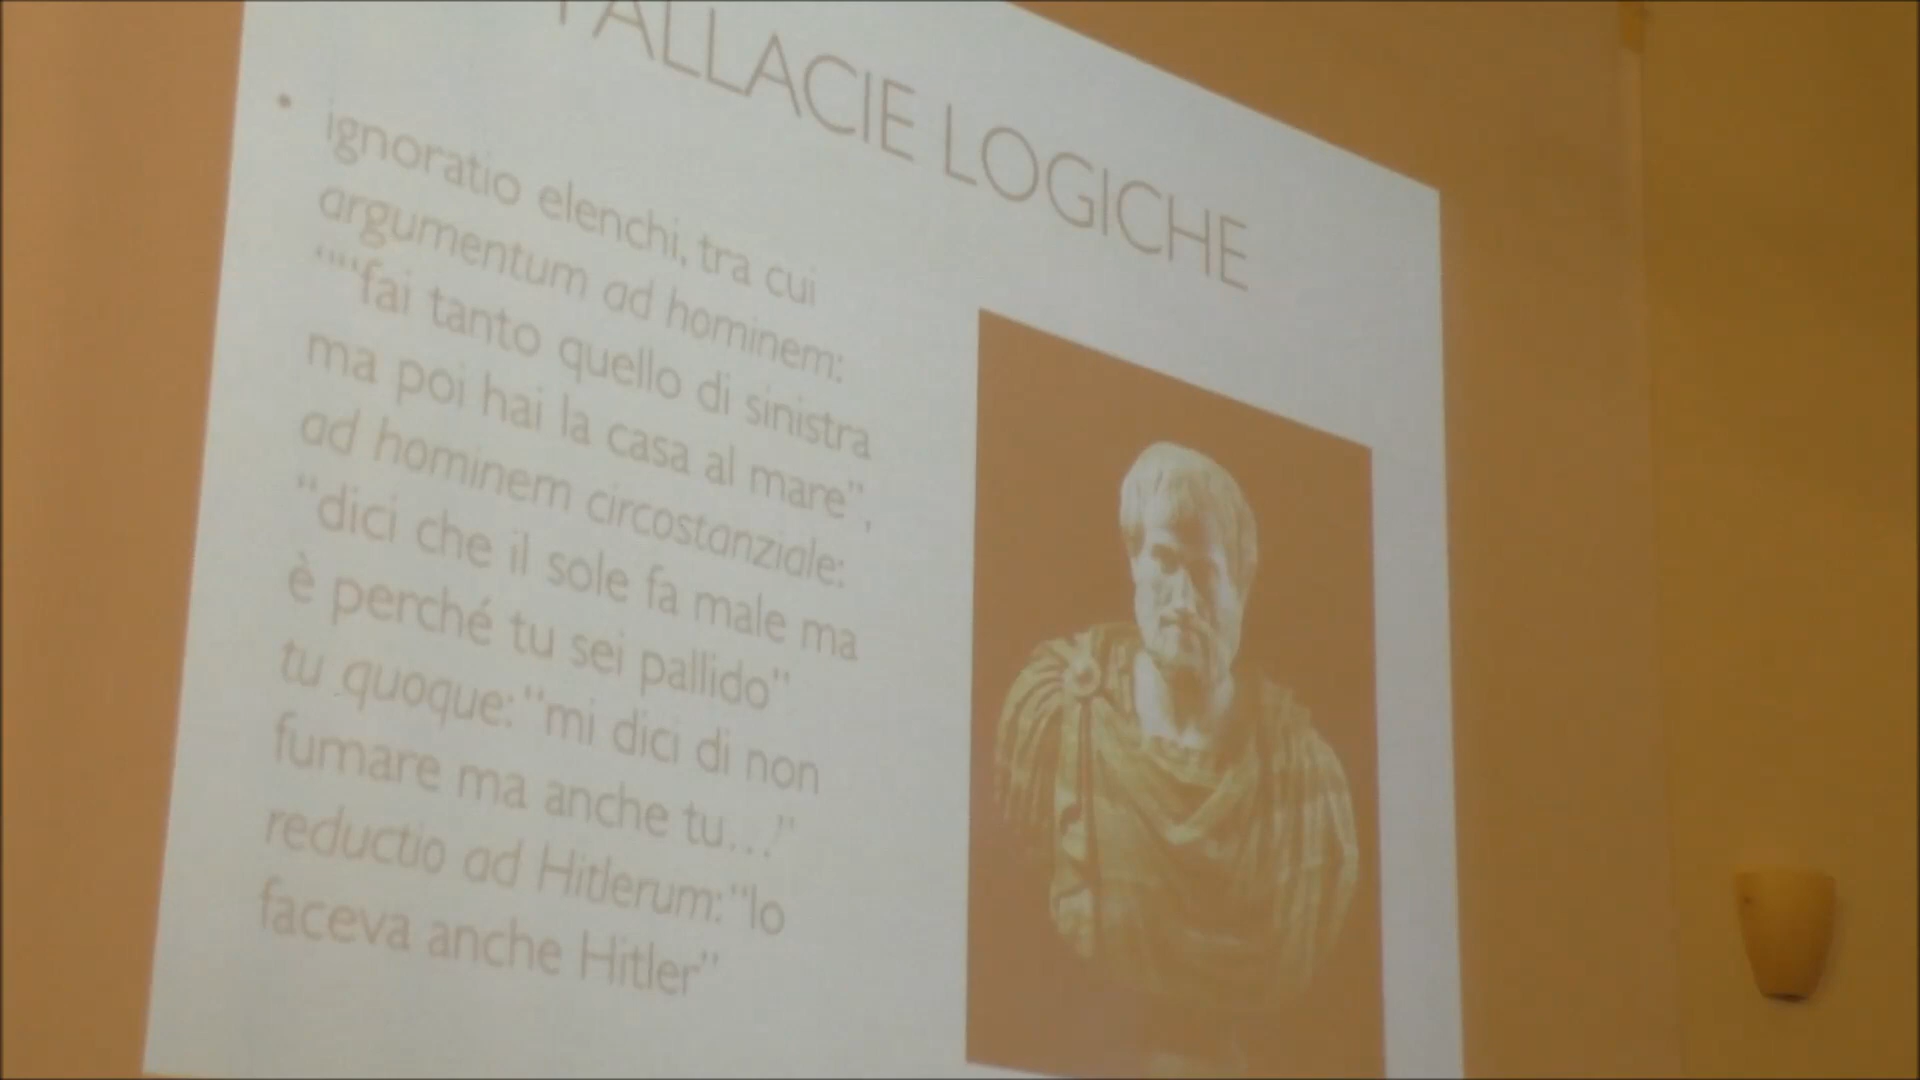 FALLACIE LOGICHE
• ignoratio elenchi, tra cui
argumentum ad hominem:
""fai tanto quello di sinistra
ma poi hai la casa al mare",
ad hominem circostanziale:
"dici che il sole fa male ma
è perché tu sei pallido"
tu quoque: "mi dici di non
fumare ma anche tu..."
reductio ad Hitlerum: "lo
faceva anche Hitler"